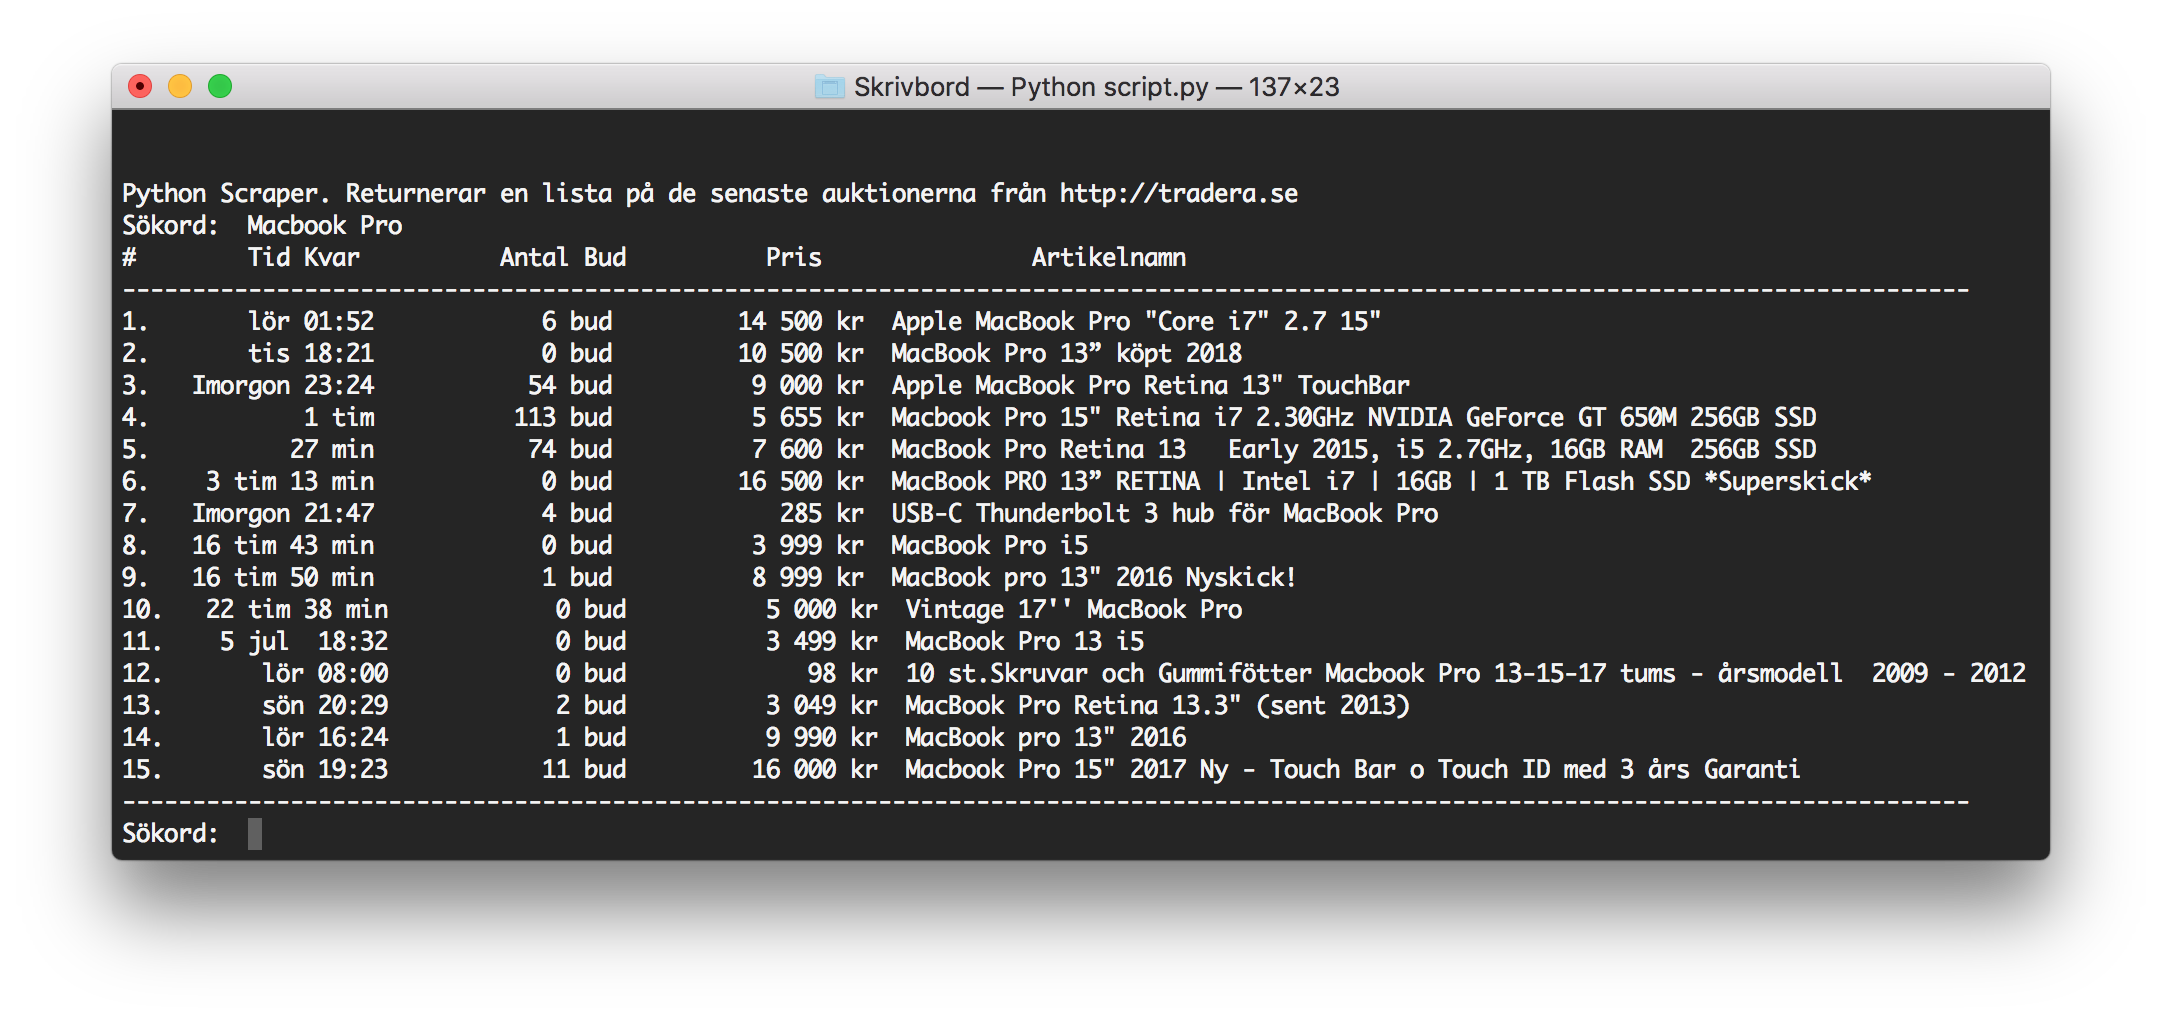 Skrivbord — Python script.py — 137×23
Python Scraper. Returnerar en lista på de senaste auktionerna från http://tradera.se
Sökord:  Macbook Pro
#        Tid Kvar          Antal Bud          Pris               Artikelnamn
------------------------------------------------------------------------------------------------------------------------------------
1.       lör 01:52            6 bud         14 500 kr  Apple MacBook Pro "Core i7" 2.7 15"
2.       tis 18:21            0 bud         10 500 kr  MacBook Pro 13” köpt 2018
3.   Imorgon 23:24           54 bud          9 000 kr  Apple MacBook Pro Retina 13" TouchBar
4.           1 tim          113 bud          5 655 kr  Macbook Pro 15" Retina i7 2.30GHz NVIDIA GeForce GT 650M 256GB SSD
5.          27 min           74 bud          7 600 kr  MacBook Pro Retina 13   Early 2015, i5 2.7GHz, 16GB RAM  256GB SSD
6.    3 tim 13 min            0 bud         16 500 kr  MacBook PRO 13” RETINA | Intel i7 | 16GB | 1 TB Flash SSD *Superskick*
7.   Imorgon 21:47            4 bud            285 kr  USB-C Thunderbolt 3 hub för MacBook Pro
8.   16 tim 43 min            0 bud          3 999 kr  MacBook Pro i5
9.   16 tim 50 min            1 bud          8 999 kr  MacBook pro 13" 2016 Nyskick!
10.   22 tim 38 min            0 bud          5 000 kr  Vintage 17'' MacBook Pro
11.    5 jul  18:32            0 bud          3 499 kr  MacBook Pro 13 i5
12.       lör 08:00            0 bud             98 kr  10 st.Skruvar och Gummifötter Macbook Pro 13-15-17 tums - årsmodell  2009 - 2012
13.       sön 20:29            2 bud          3 049 kr  MacBook Pro Retina 13.3" (sent 2013)
14.       lör 16:24            1 bud          9 990 kr  MacBook pro 13" 2016
15.       sön 19:23           11 bud         16 000 kr  Macbook Pro 15" 2017 Ny - Touch Bar o Touch ID med 3 års Garanti
------------------------------------------------------------------------------------------------------------------------------------
Sökord: